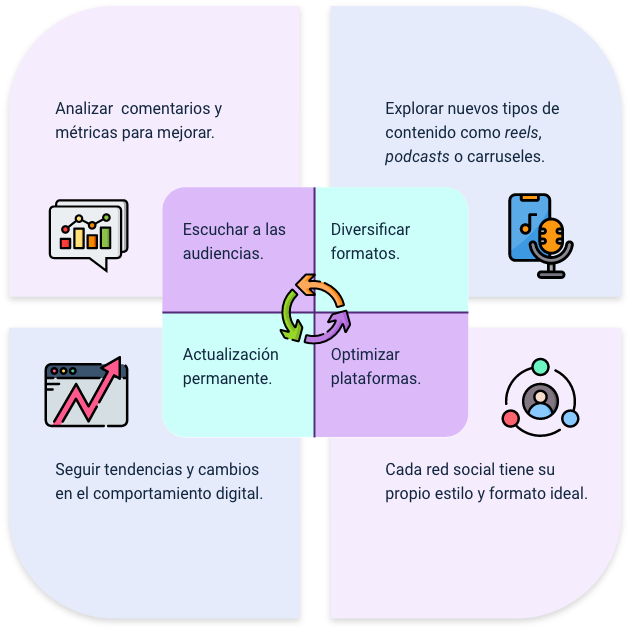 Analizar  comentarios y
métricas para mejorar.
Explorar nuevos tipos de
contenido como reels,
podcasts o carruseles.
Escuchar a las
audiencias.
Diversificar
formatos.
Actualización
permanente.
Optimizar
plataformas.
Seguir tendencias y cambios
en el comportamiento digital.
Cada red social tiene su
propio estilo y formato ideal.